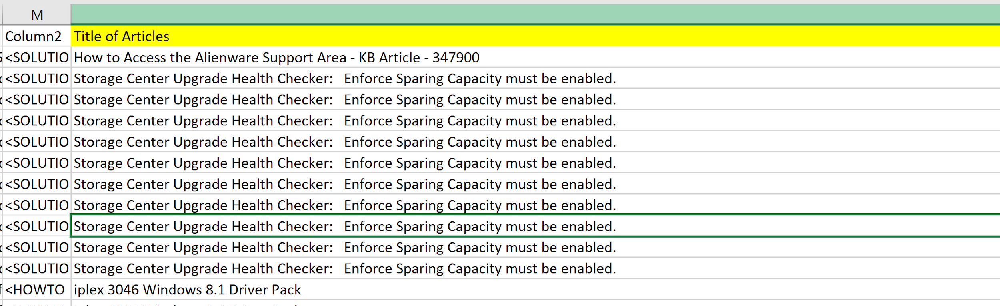 M
Column2 Title of Articles
<SOLUTIO How to Access the Alienware Support Area - KB Article - 347900
<SOLUTIO Storage Center Upgrade Health Checker:   Enforce Sparing Capacity must be enabled.
<SOLUTIO Storage Center Upgrade Health Checker:   Enforce Sparing Capacity must be enabled.
<SOLUTIO Storage Center Upgrade Health Checker:   Enforce Sparing Capacity must be enabled.
<SOLUTIO Storage Center Upgrade Health Checker:   Enforce Sparing Capacity must be enabled.
<SOLUTIO Storage Center Upgrade Health Checker:   Enforce Sparing Capacity must be enabled.
<SOLUTIO Storage Center Upgrade Health Checker:   Enforce Sparing Capacity must be enabled.
<SOLUTIO Storage Center Upgrade Health Checker:   Enforce Sparing Capacity must be enabled.
<SOLUTIO Storage Center Upgrade Health Checker:   Enforce Sparing Capacity must be enabled.
<SOLUTIO Storage Center Upgrade Health Checker:   Enforce Sparing Capacity must be enabled.
<SOLUTIO Storage Center Upgrade Health Checker:   Enforce Sparing Capacity must be enabled.
<HOWTO iplex 3046 Windows 8.1 Driver Pack